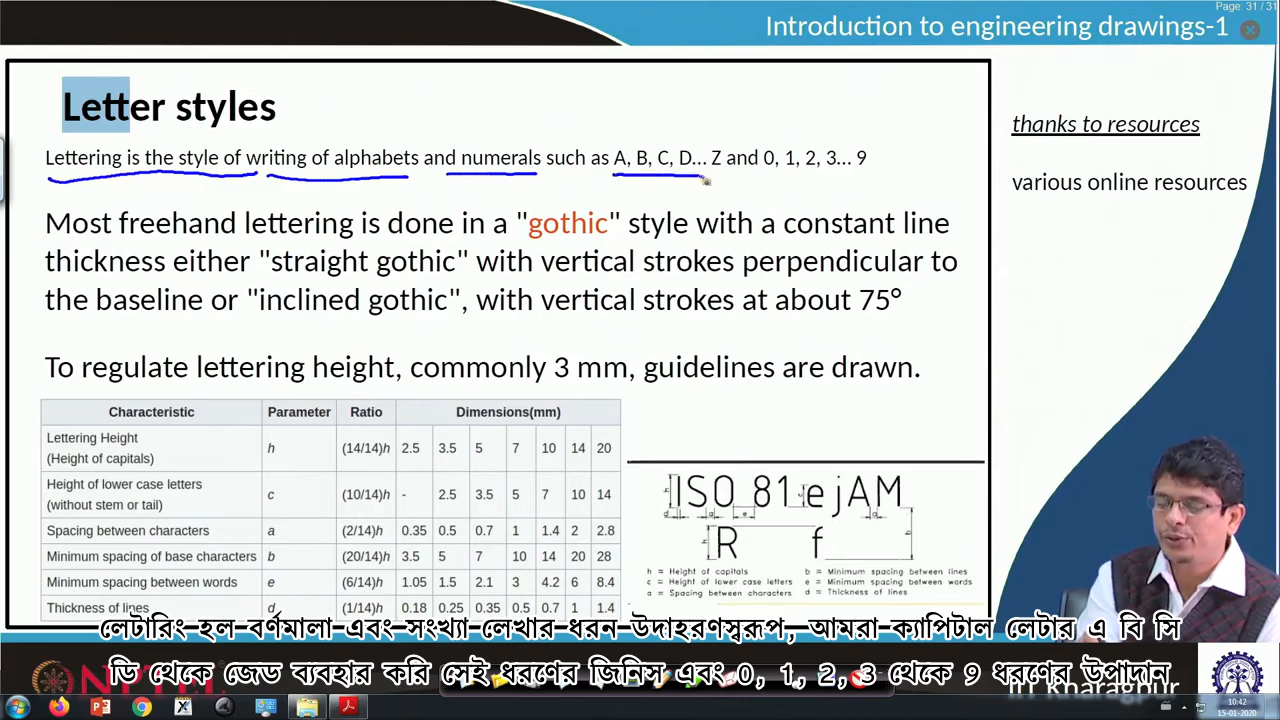 Page: 31 / 31
Introduction to engineering drawings-1
Letter styles
thanks to resources
Lettering is the style of writing of alphabets and numerals such as A, B, C, D... Z and 0, 1, 2, 3... 9
various online resources
Most freehand lettering is done in a "gothic" style with a constant line
thickness either "straight gothic" with vertical strokes perpendicular to
the baseline or "inclined gothic", with vertical strokes at about 75°
To regulate lettering height, commonly 3 mm, guidelines are drawn.
Characteristic Parameter Ratio Dimensions(mm)
Lettering Height
(Height of capitals) h (14/14)h 2.5 3.5 5 7 10 14 20
Height of lower case letters
(without stem or tail) c (10/14)h - 2.5 3.5 5 7 10 14
Spacing between characters a (2/14)h 0.35 0.5 0.7 1 1.4 2 2.8
Minimum spacing of base characters b (20/14)h 3.5 5 7 10 14 20 28
Minimum spacing between words e (6/14)h 1.05 1.5 2.1 3 4.2 6 8.4
Thickness of lines d (1/14)h 0.18 0.25 0.35 0.5 0.7 1 1.4
ISO 81 ejAM
R f
h = Height of capitals b = Minimum spacing between lines
c = Height of lower case letters e = Minimum spacing between words
a = Spacing between characters d = Thickness of lines
লেটারিং হল বর্ণমালা এবং সংখ্যা লেখার ধরন উদাহরণস্বরূপ, আমরা ক্যাপিটাল লেটার এ বি সি
ডি থেকে জেড ব্যবহার করি সেই ধরণের জিনিস এবং 0, 1, 2, 3 থেকে 9 ধরণের উপাদান
IIT Kharagpur
10:42
15-01-2020